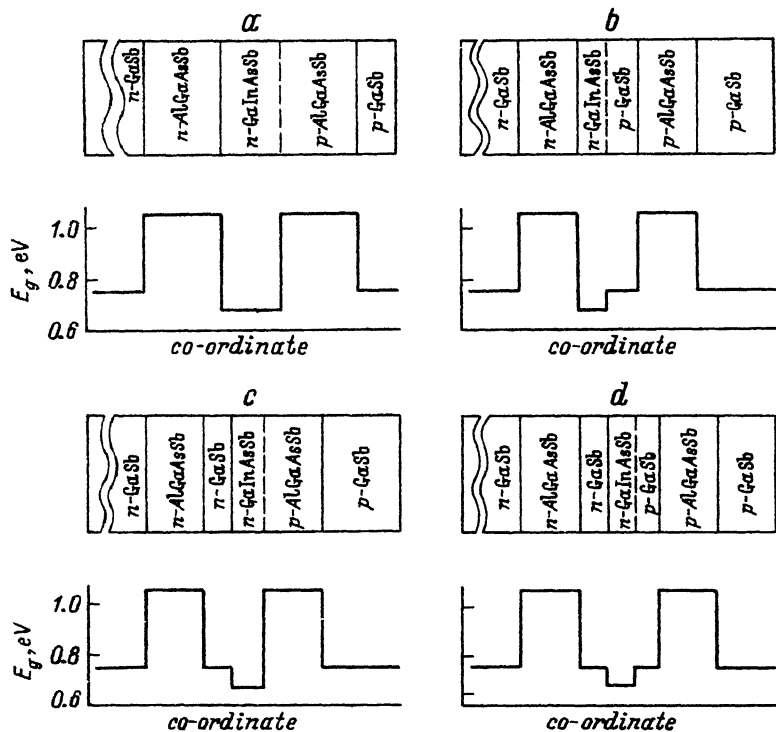 a
n-GaSb
n-AlGaAsSb
n-GaInAsSb
p-AlGaAsSb
p-GaSb
E_g, eV
1.0
0.8
0.6
co-ordinate
b
n-GaSb
n-AlGaAsSb
n-GaInAsSb
p-GaSb
p-AlGaAsSb
p-GaSb
co-ordinate
c
n-GaSb
n-AlGaAsSb
n-GaSb
n-GaInAsSb
p-AlGaAsSb
p-GaSb
E_g, eV
1.0
0.8
0.6
co-ordinate
d
n-GaSb
n-AlGaAsSb
n-GaSb
n-GaInAsSb
p-GaSb
p-AlGaAsSb
p-GaSb
co-ordinate